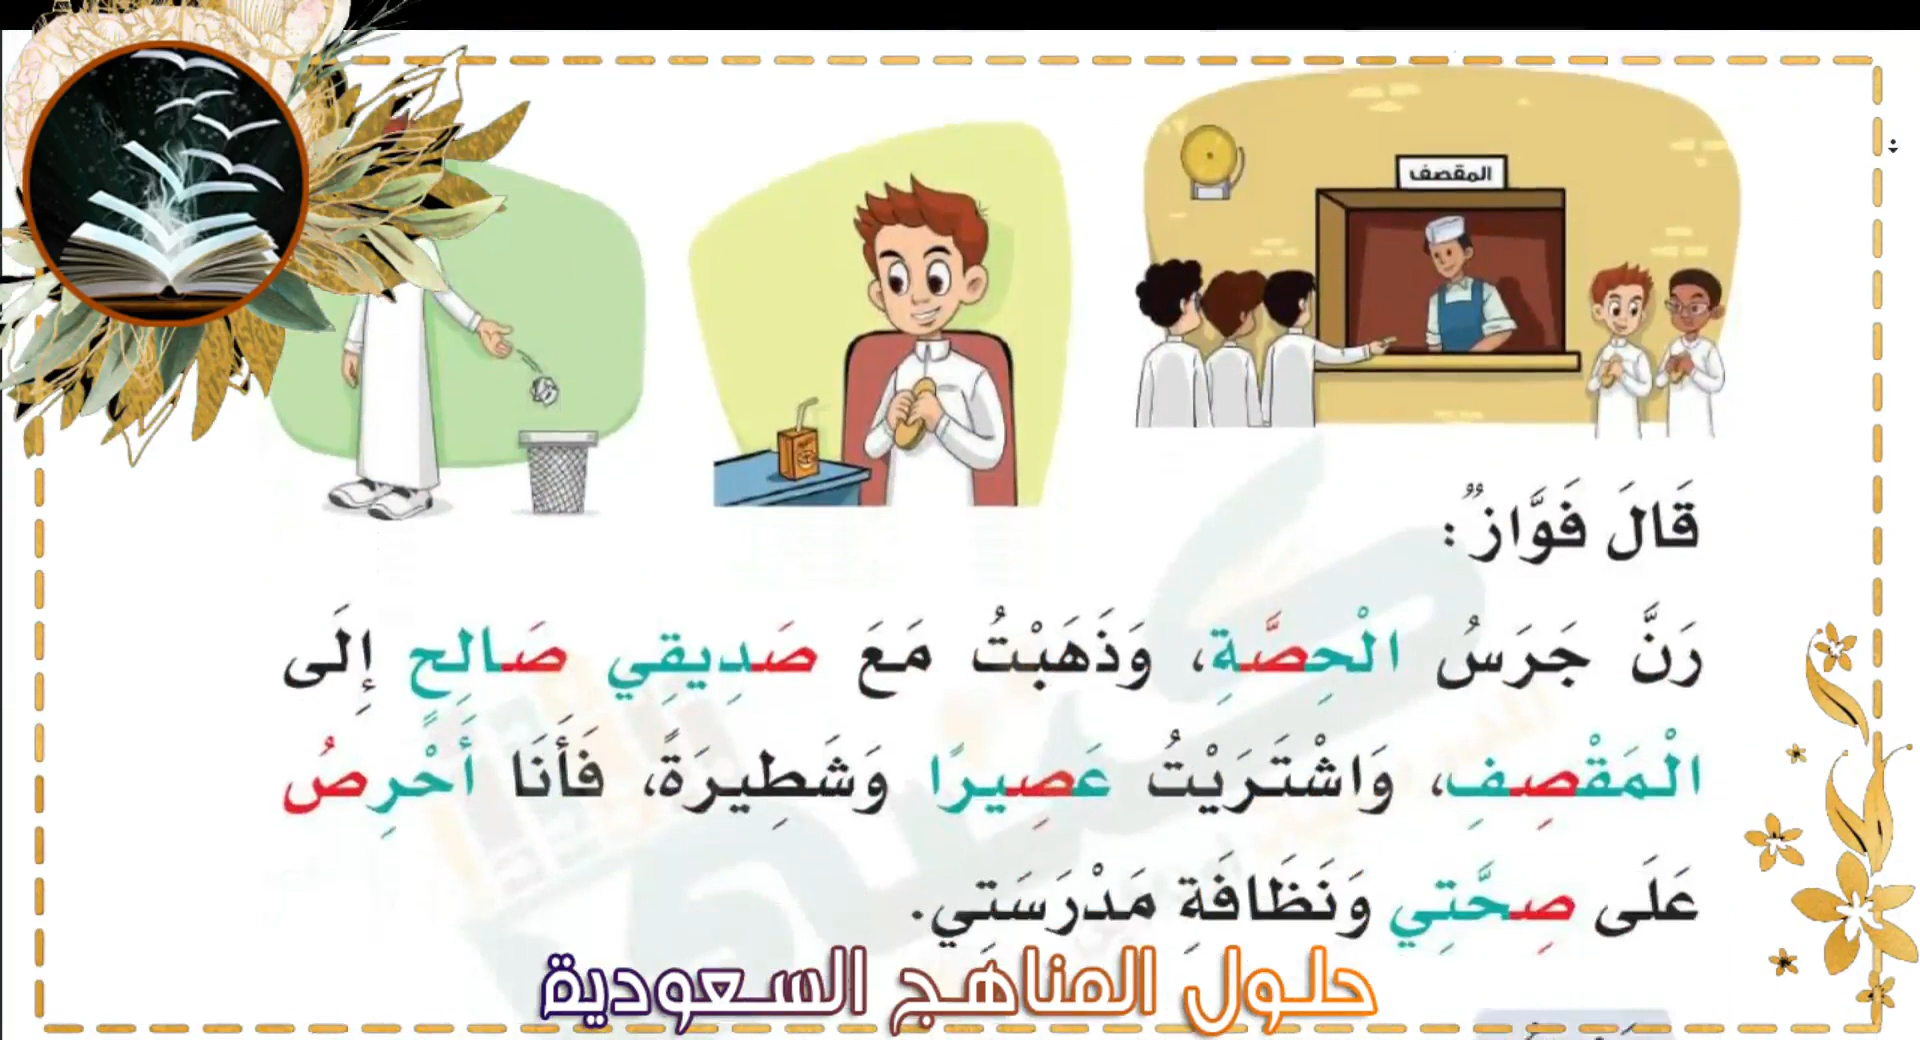 المقصف
قَالَ فَوَّازٌ:
رَنَّ جَرَسُ الْحِصَّةِ، وَذَهَبْتُ مَعَ صَدِيقِي صَالِحٍ إِلَى
الْمَقْصِفِ، وَاشْتَرَيْتُ عَصِيرًا وَشَطِيرَةً، فَأَنَا أَحْرِصُ
عَلَى صِحَّتِي وَنَظَافَةِ مَدْرَسَتِي.
حلول المناهج السعودية